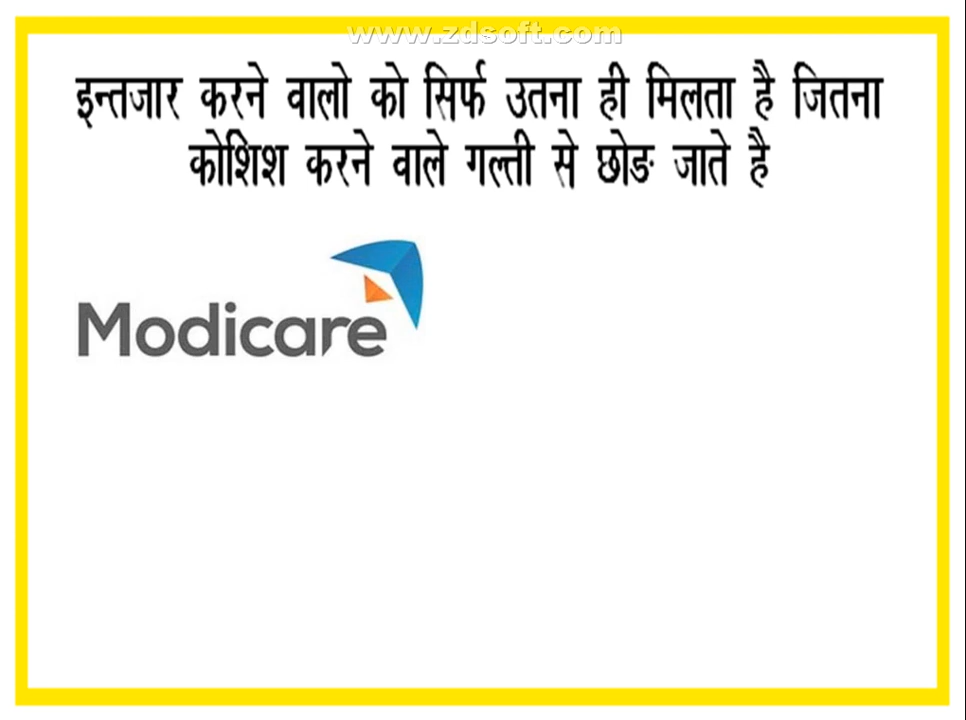 www.zdsoft.com
इन्तजार करने वालो को सिर्फ उतना ही मिलता है जितना
कोशिश करने वाले गल्ती से छोङ जाते है
Modicare